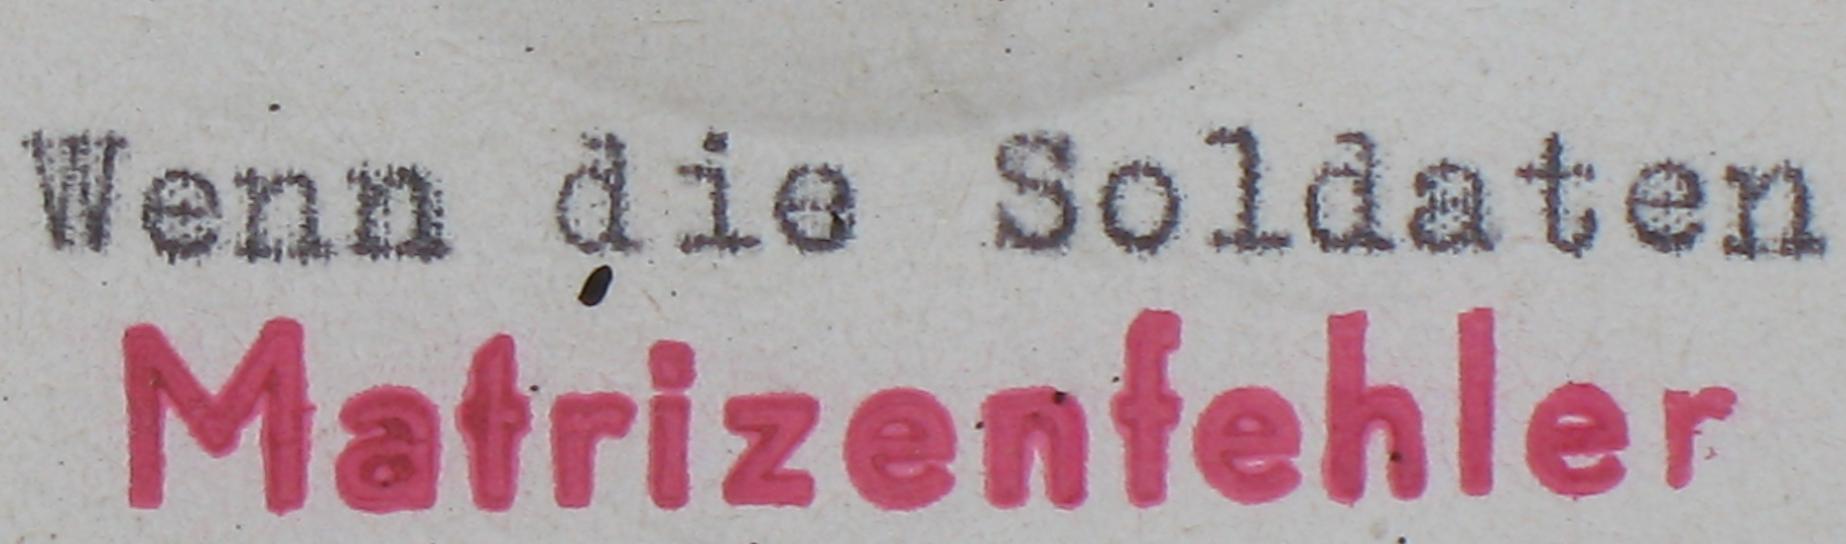 Wenn die Soldaten
Matrizenfehler